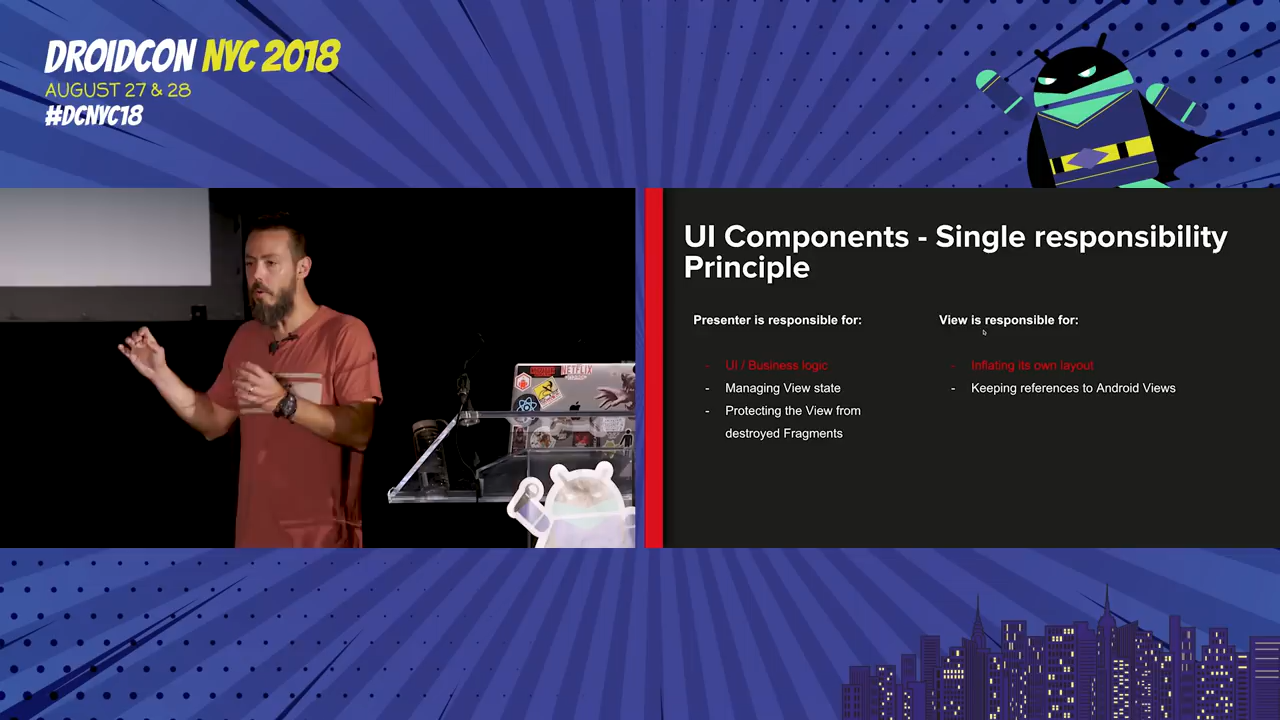 DROIDCON NYC 2018
AUGUST 27 & 28
#DCNYC18
NETFLIX
UI Components - Single responsibility
Principle
Presenter is responsible for:
- UI / Business logic
- Managing View state
- Protecting the View from
destroyed Fragments
View is responsible for:
- Inflating its own layout
- Keeping references to Android Views